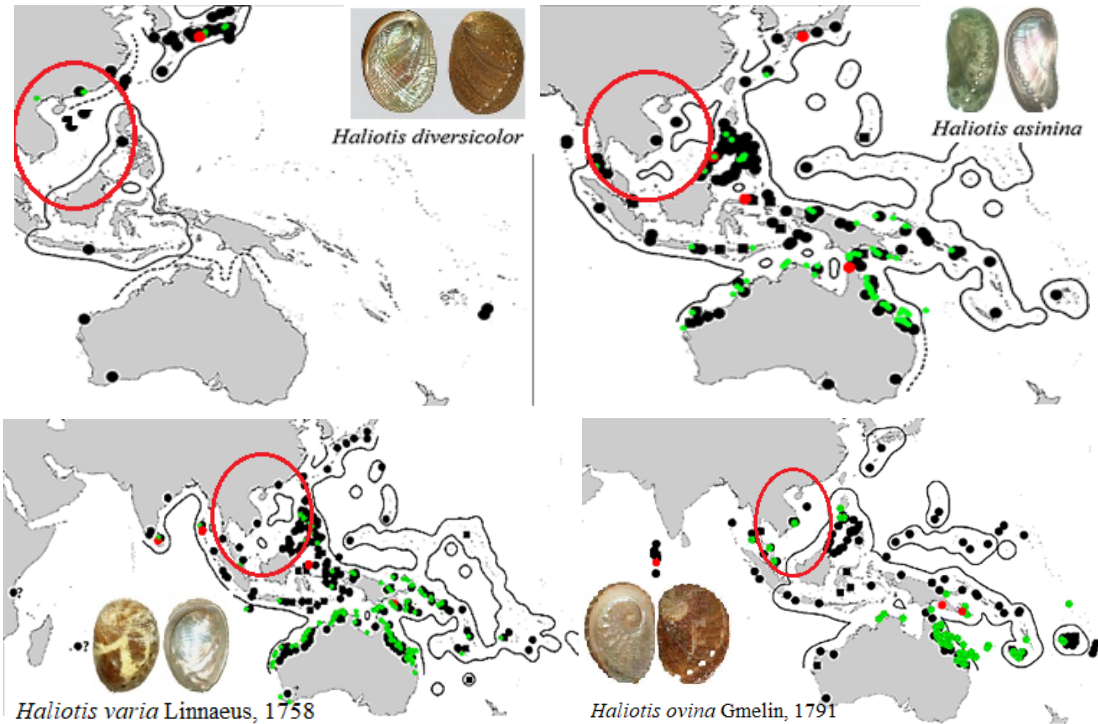 Haliotis diversicolor
Haliotis asinina
?
?
?
Haliotis varia Linnaeus, 1758
Haliotis ovina Gmelin, 1791